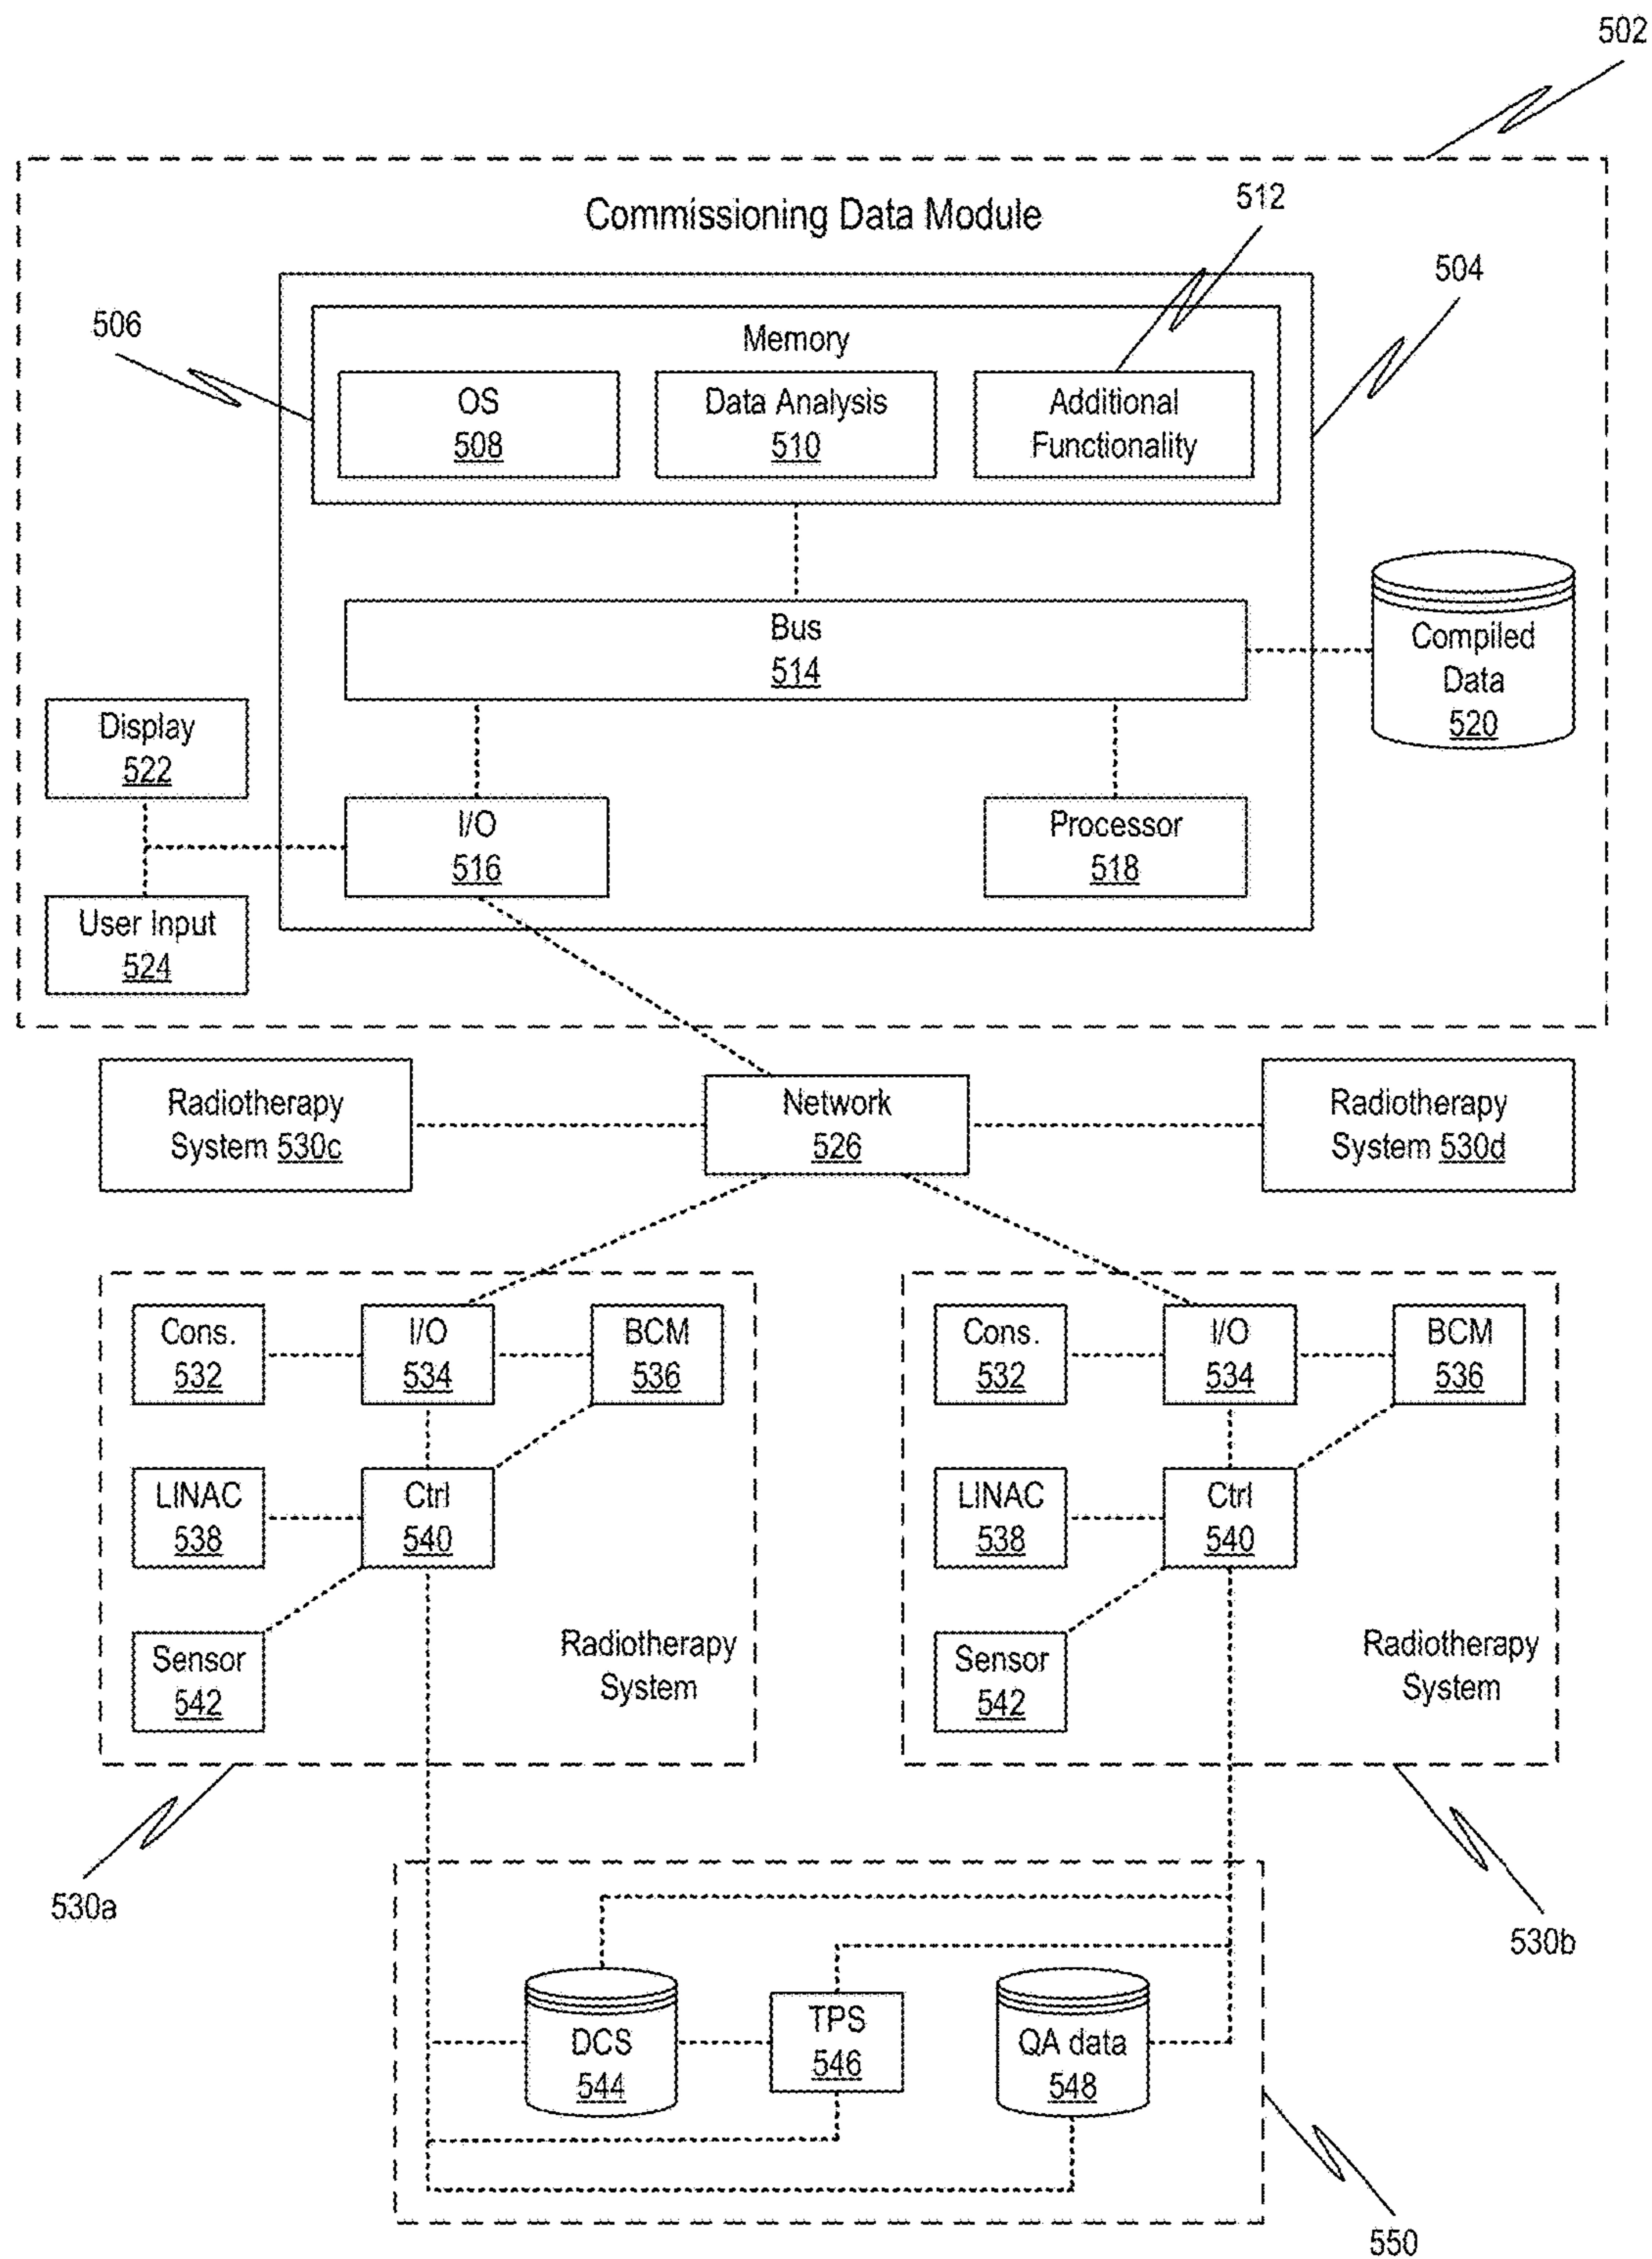 502
Commissioning Data Module
512
504
506
Memory
OS
508
Data Analysis
510
Additional
Functionality
Bus
514
Compiled
Data
520
Display
522
I/O
516
Processor
518
User Input
524
Radiotherapy
System 530c
Network
526
Radiotherapy
System 530d
Cons.
532
I/O
534
BCM
536
LINAC
538
Ctrl
540
Sensor
542
Radiotherapy
System
530a
Cons.
532
I/O
534
BCM
536
LINAC
538
Ctrl
540
Sensor
542
Radiotherapy
System
530b
DCS
544
TPS
546
QA data
548
550